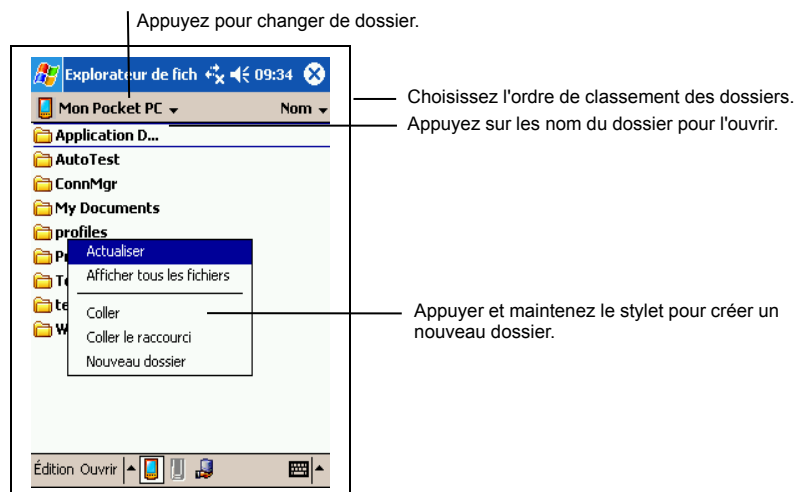 Appuyez pour changer de dossier.
Explorateur de fich 09:34
Mon Pocket PC Nom
Choisissez l'ordre de classement des dossiers.
Application D...
Appuyez sur les nom du dossier pour l'ouvrir.
AutoTest
ConnMgr
My Documents
profiles
Actualiser
Afficher tous les fichiers
te
Coller
Appuyer et maintenez le stylet pour créer un
nouveau dossier.
W
Coller le raccourci
Nouveau dossier
Édition Ouvrir